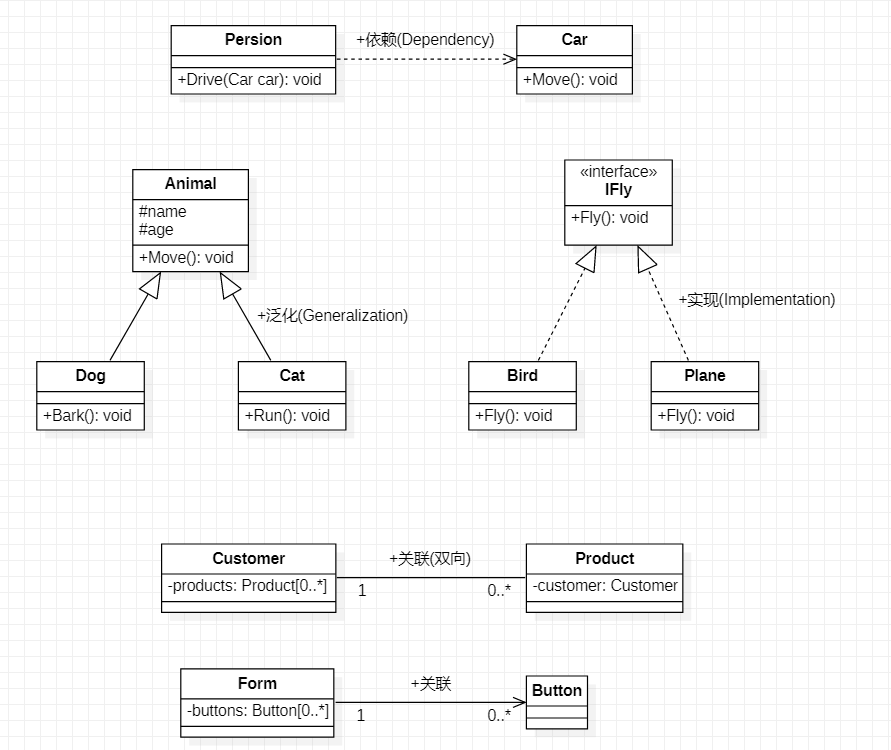 Persion
+依赖(Dependency)
Car
+Drive(Car car): void
+Move(): void
«interface»
Animal
IFly
#name
#age
+Fly(): void
+Move(): void
+实现(Implementation)
+泛化(Generalization)
Dog
Cat
Bird
Plane
+Bark(): void
+Run(): void
+Fly(): void
+Fly(): void
Customer
+关联(双向)
Product
-products: Product[0..*]
1
0..*
-customer: Customer
Form
+关联
Button
-buttons: Button[0..*]
1
0..*